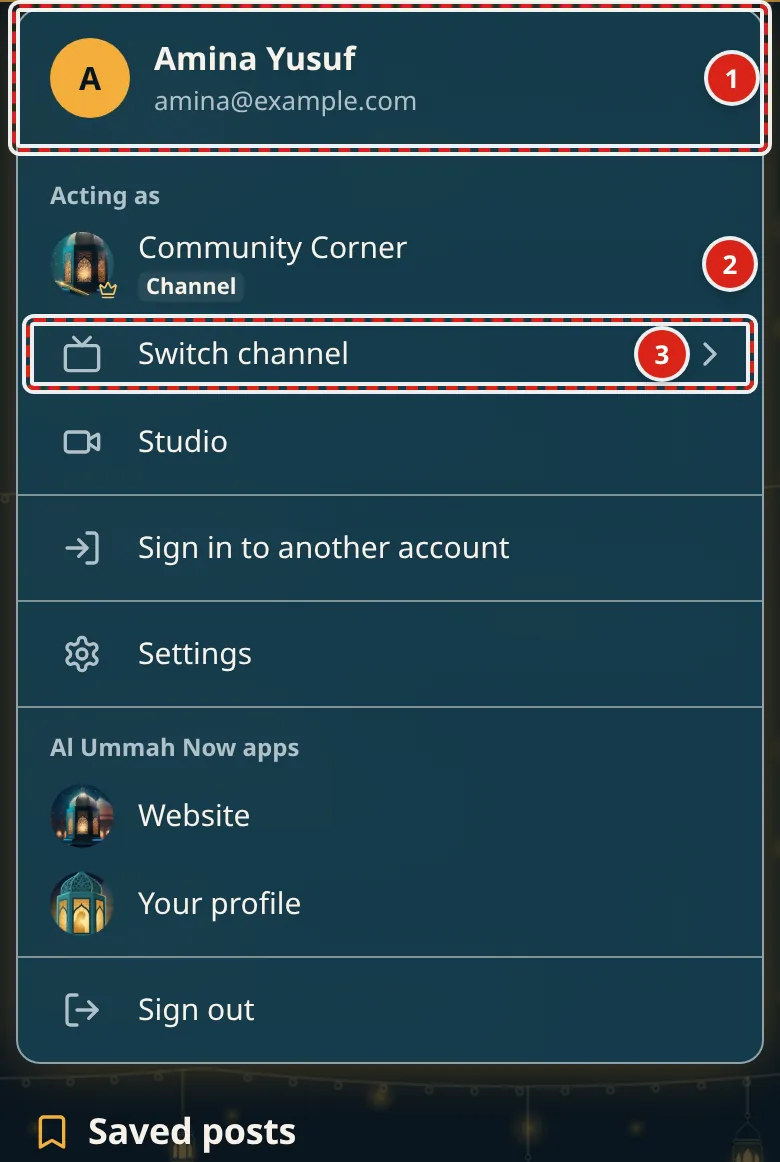 A
Amina Yusuf
amina@example.com
1
Acting as
Community Corner
Channel
2
Switch channel
3
Studio
Sign in to another account
Settings
Al Ummah Now apps
Website
Your profile
Sign out
Saved posts